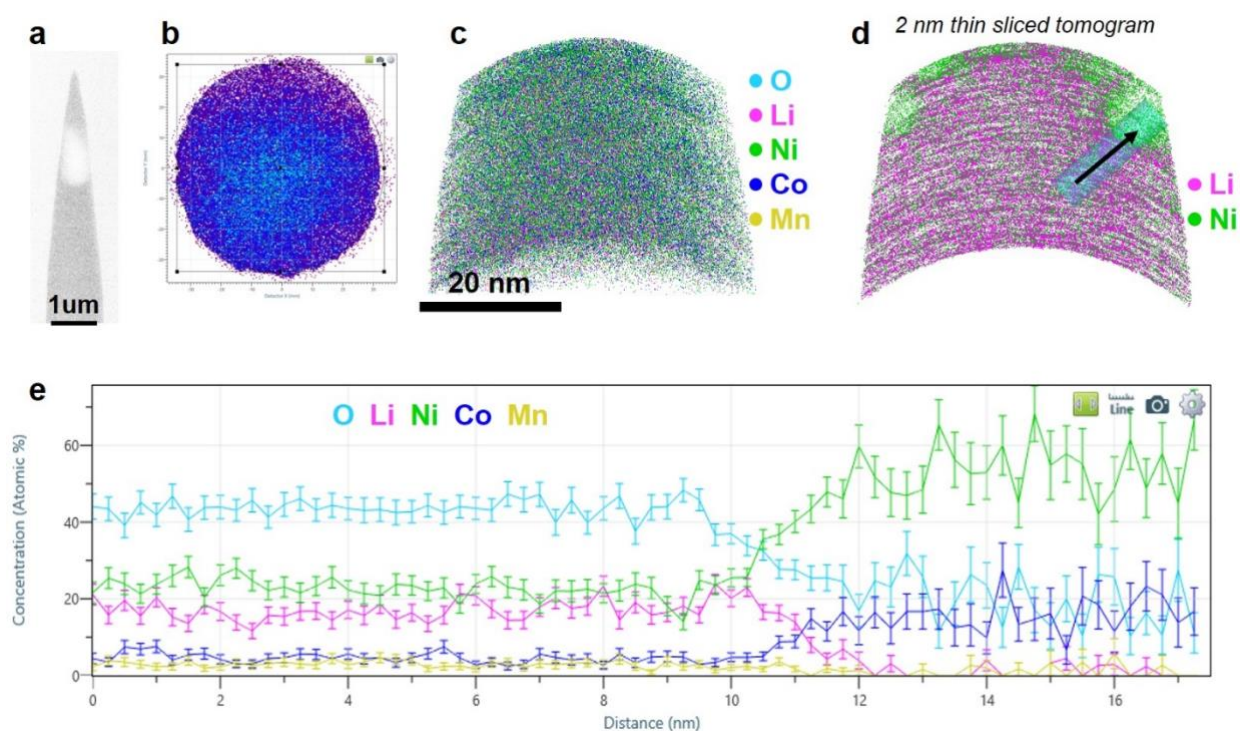 a
1um
b
c
O
Li
Ni
Co
Mn
20 nm
d
2 nm thin sliced tomogram
Li
Ni
e
O Li Ni Co Mn
Line
Concentration (Atomic %)
60
40
20
0
0 2 4 6 8 10 12 14 16
Distance (nm)